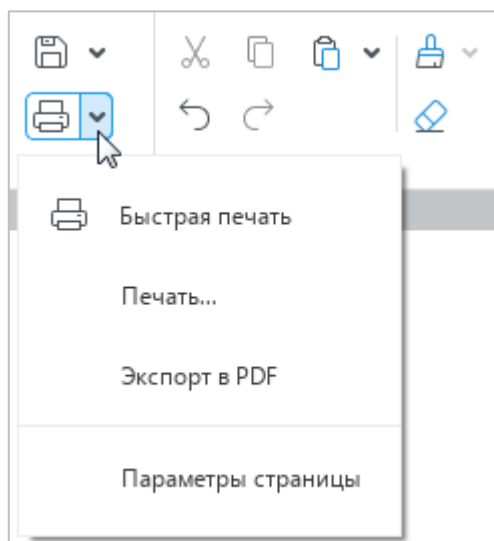 Быстрая печать
Печать...
Экспорт в PDF
Параметры страницы